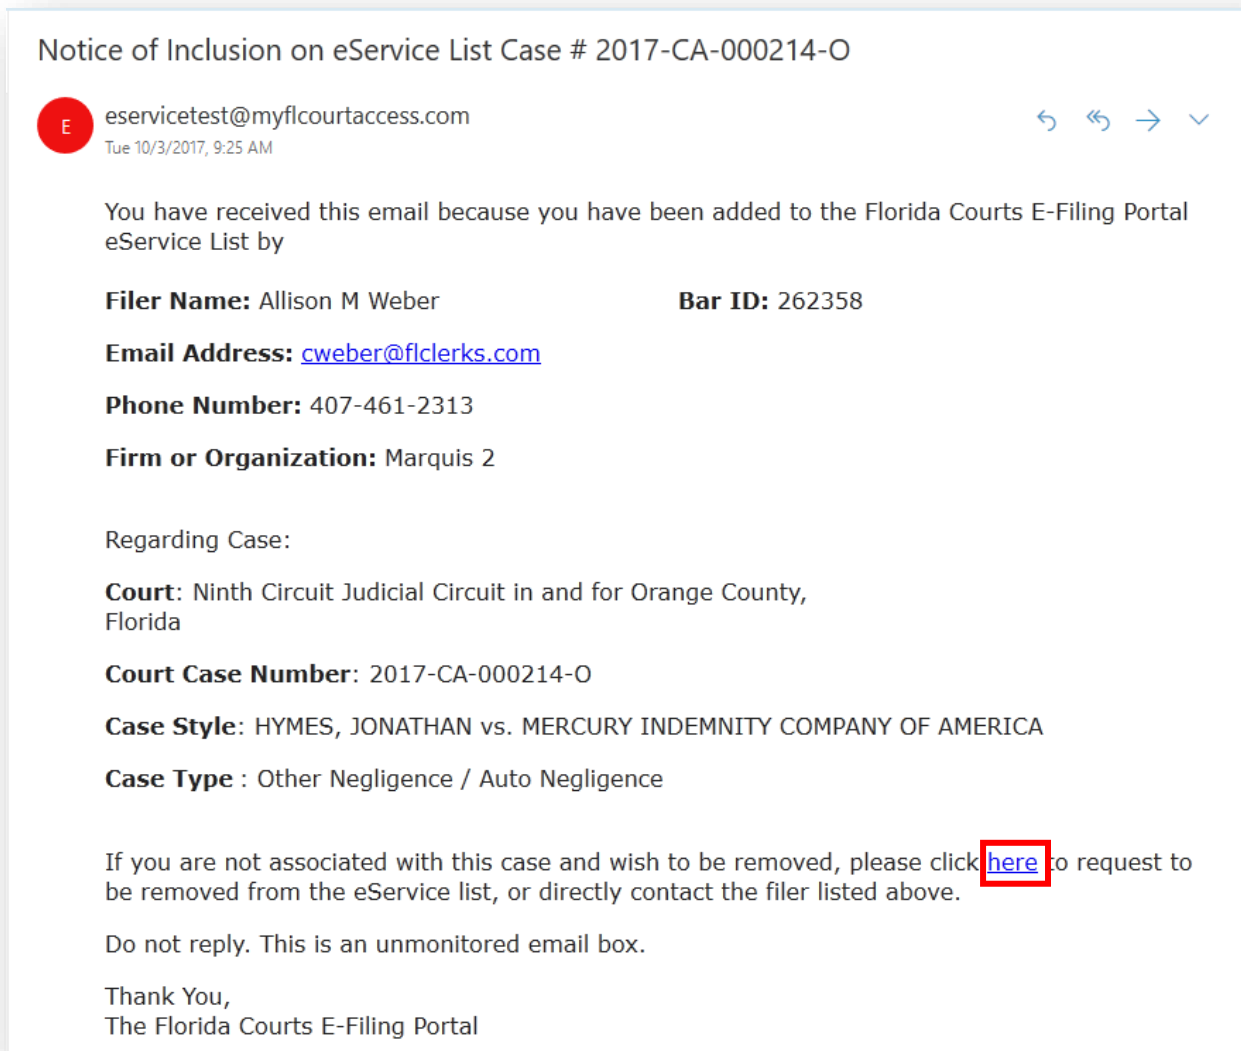 Notice of Inclusion on eService List Case # 2017-CA-000214-O
E
eservicetest@myflcourtaccess.com
Tue 10/3/2017, 9:25 AM
You have received this email because you have been added to the Florida Courts E-Filing Portal
eService List by
Filer Name: Allison M Weber Bar ID: 262358
Email Address: cweber@flclerks.com
Phone Number: 407-461-2313
Firm or Organization: Marquis 2
Regarding Case:
Court: Ninth Circuit Judicial Circuit in and for Orange County,
Florida
Court Case Number: 2017-CA-000214-O
Case Style: HYMES, JONATHAN vs. MERCURY INDEMNITY COMPANY OF AMERICA
Case Type : Other Negligence / Auto Negligence
If you are not associated with this case and wish to be removed, please click here to request to
be removed from the eService list, or directly contact the filer listed above.
Do not reply. This is an unmonitored email box.
Thank You,
The Florida Courts E-Filing Portal